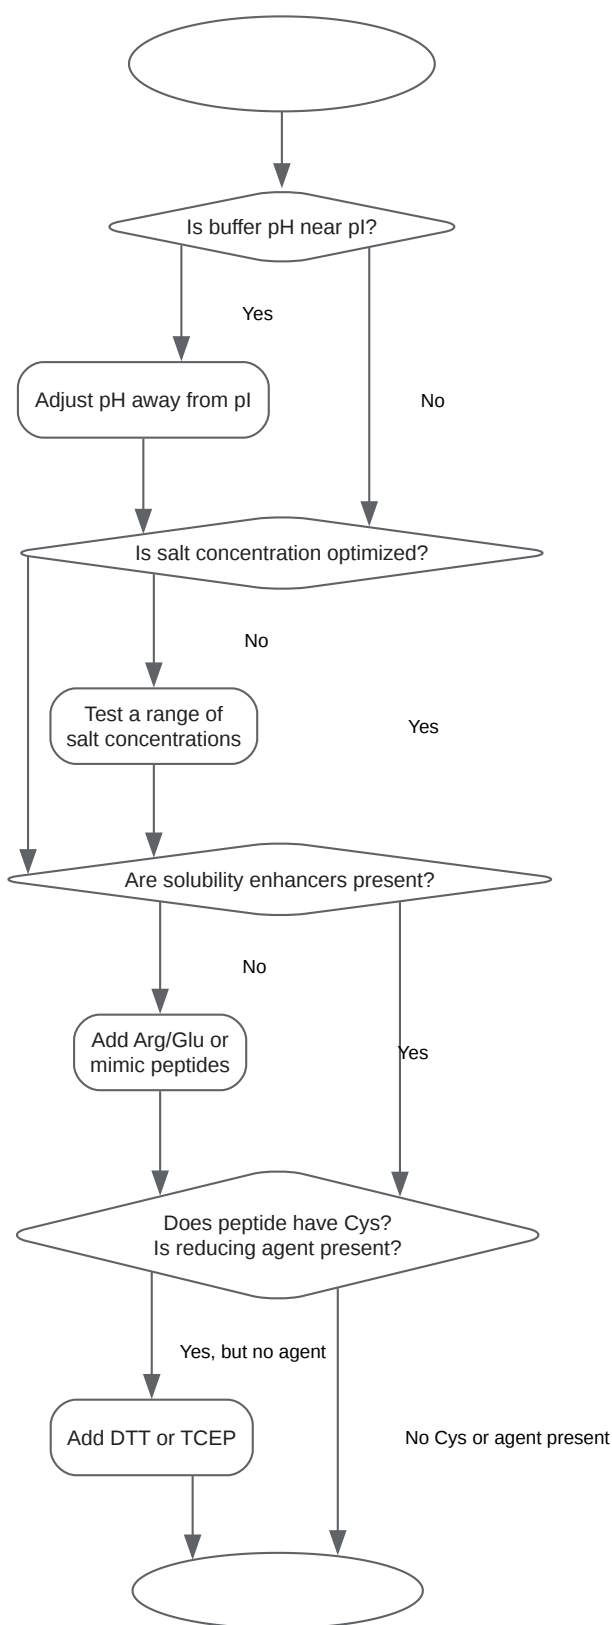 Is buffer pH near pI?
Yes
Adjust pH away from pI
No
Is salt concentration optimized?
No
Test a range of
salt concentrations
Yes
Are solubility enhancers present?
No
Add Arg/Glu or
mimic peptides
Yes
Does peptide have Cys?
Is reducing agent present?
Yes, but no agent
Add DTT or TCEP
No Cys or agent present